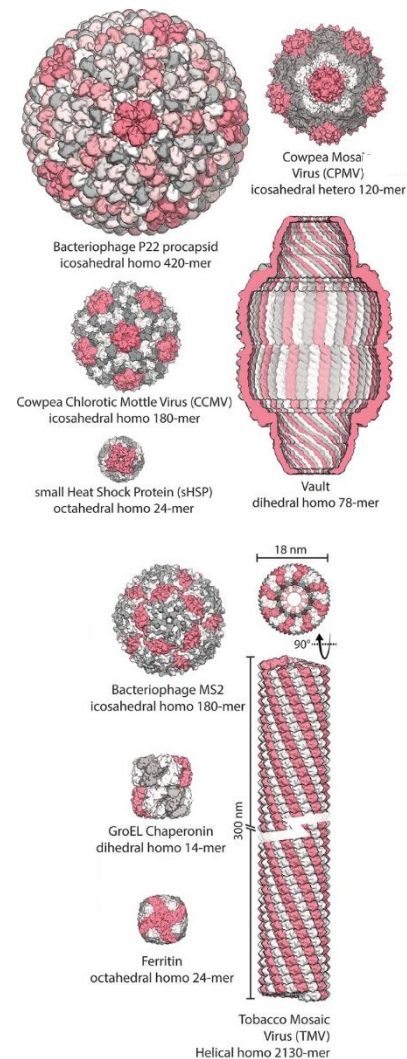 Cowpea Mosai
Virus (CPMV)
icosahedral hetero 120-mer
Bacteriophage P22 procapsid
icosahedral homo 420-mer
Cowpea Chlorotic Mottle Virus (CCMV)
icosahedral homo 180-mer
small Heat Shock Protein (sHSP)
octahedral homo 24-mer
Vault
dihedral homo 78-mer
18 nm
90°
Bacteriophage MS2
icosahedral homo 180-mer
300 nm
GroEL Chaperonin
dihedral homo 14-mer
Ferritin
octahedral homo 24-mer
Tobacco Mosaic
Virus (TMV)
Helical homo 2130-mer